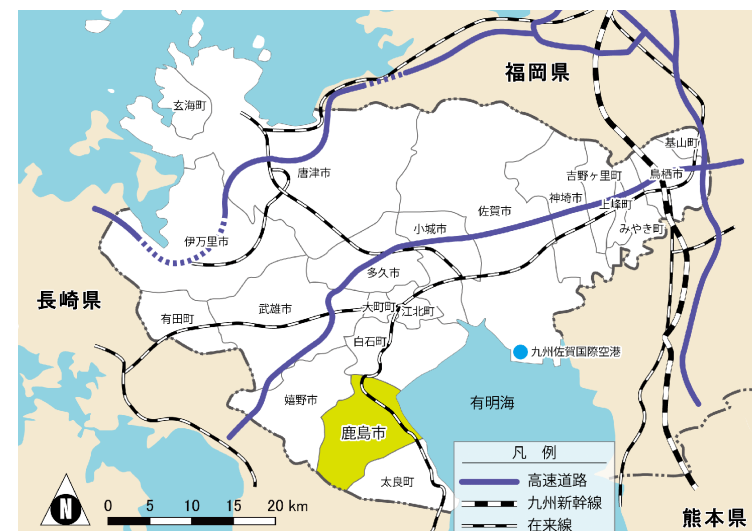 福岡県
玄海町
基山町
唐津市
吉野ヶ里町
鳥栖市
神埼市
上峰町
佐賀市
小城市
みやき町
伊万里市
多久市
長崎県
武雄市
大町町
江北町
有田町
白石町
九州佐賀国際空港
嬉野市
有明海
鹿島市
太良町
凡 例
高速道路
九州新幹線
在来線
熊本県
N
0 5 10 15 20 km